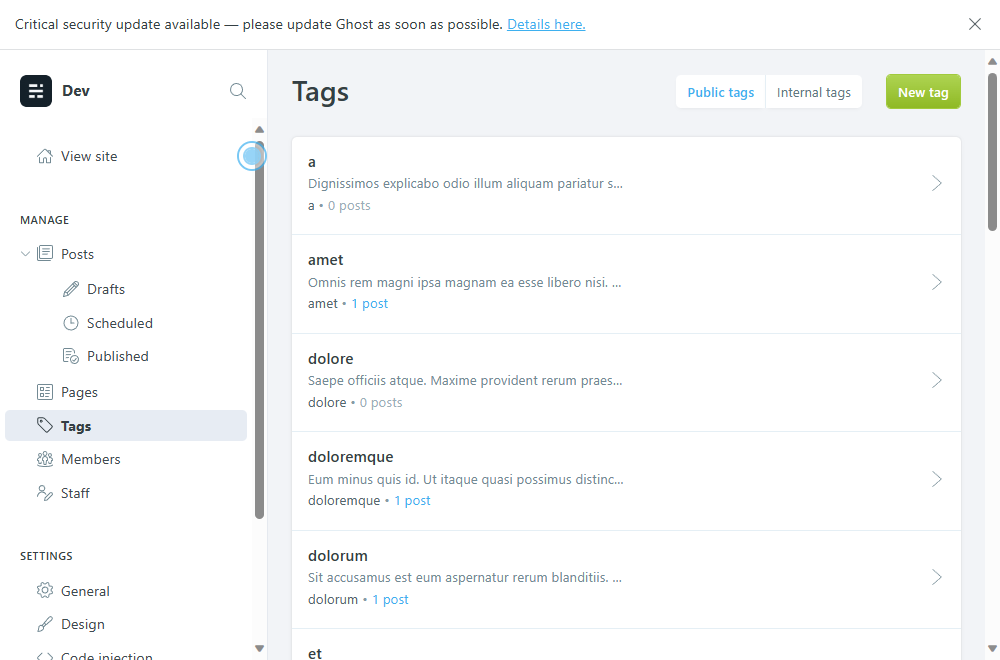 Critical security update available — please update Ghost as soon as possible. Details here.
Dev
View site
MANAGE
Posts
Drafts
Scheduled
Published
Pages
Tags
Members
Staff
SETTINGS
General
Design
Code injection
Tags
Public tags
Internal tags
New tag
a
Dignissimos explicabo odio illum aliquam pariatur s...
a • 0 posts
amet
Omnis rem magni ipsa magnam ea esse libero nisi. ...
amet • 1 post
dolore
Saepe officiis atque. Maxime provident rerum praes...
dolore • 0 posts
doloremque
Eum minus quis id. Ut itaque quasi possimus distinc...
doloremque • 1 post
dolorum
Sit accusamus est eum aspernatur rerum blanditiis. ...
dolorum • 1 post
et